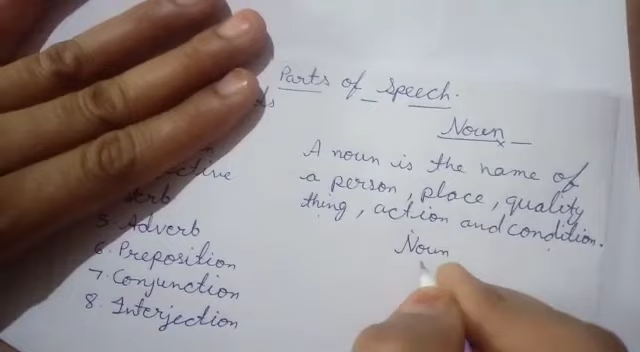 Parts of Speech.
5. Adverb
6. Preposition
7. Conjunction
8. Interjection
Noun
A noun is the name of
a person, place, quality
thing, action and condition.
Noun